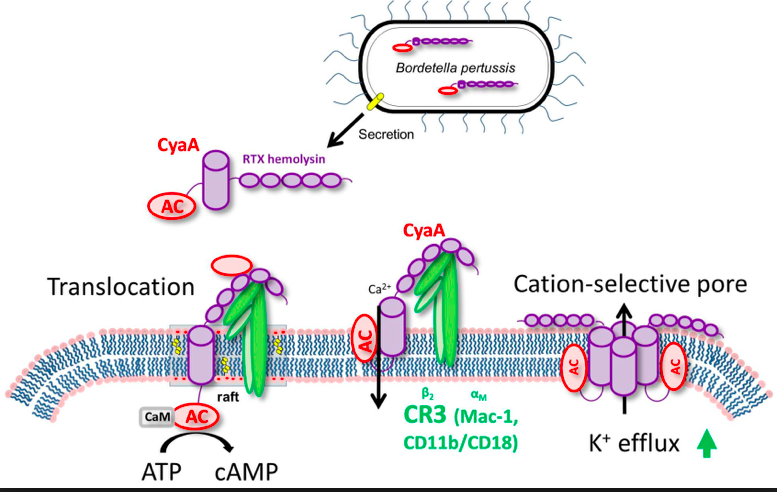 Bordetella pertussis
Secretion
CyaA
RTX hemolysin
AC
CyaA
Translocation
Ca²⁺
Cation-selective pore
AC
AC
AC
raft
CaM
AC
β₂ α_M
CR3 (Mac-1,
CD11b/CD18)
K⁺ efflux
ATP cAMP